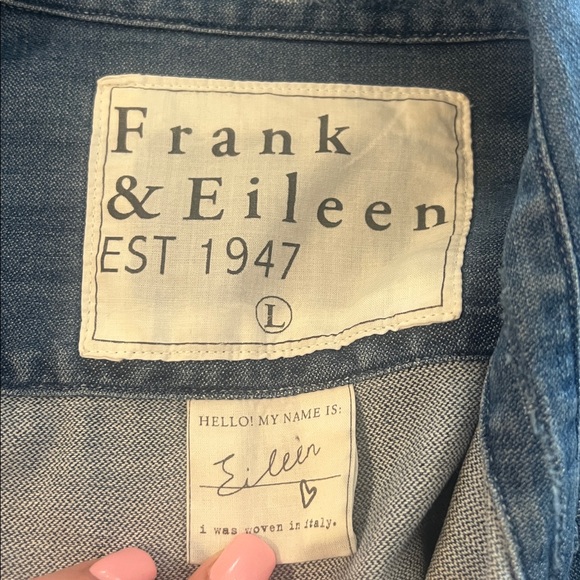 Frank
& Eileen
EST 1947
L
HELLO! MY NAME IS:
Eileen
i was woven in italy.